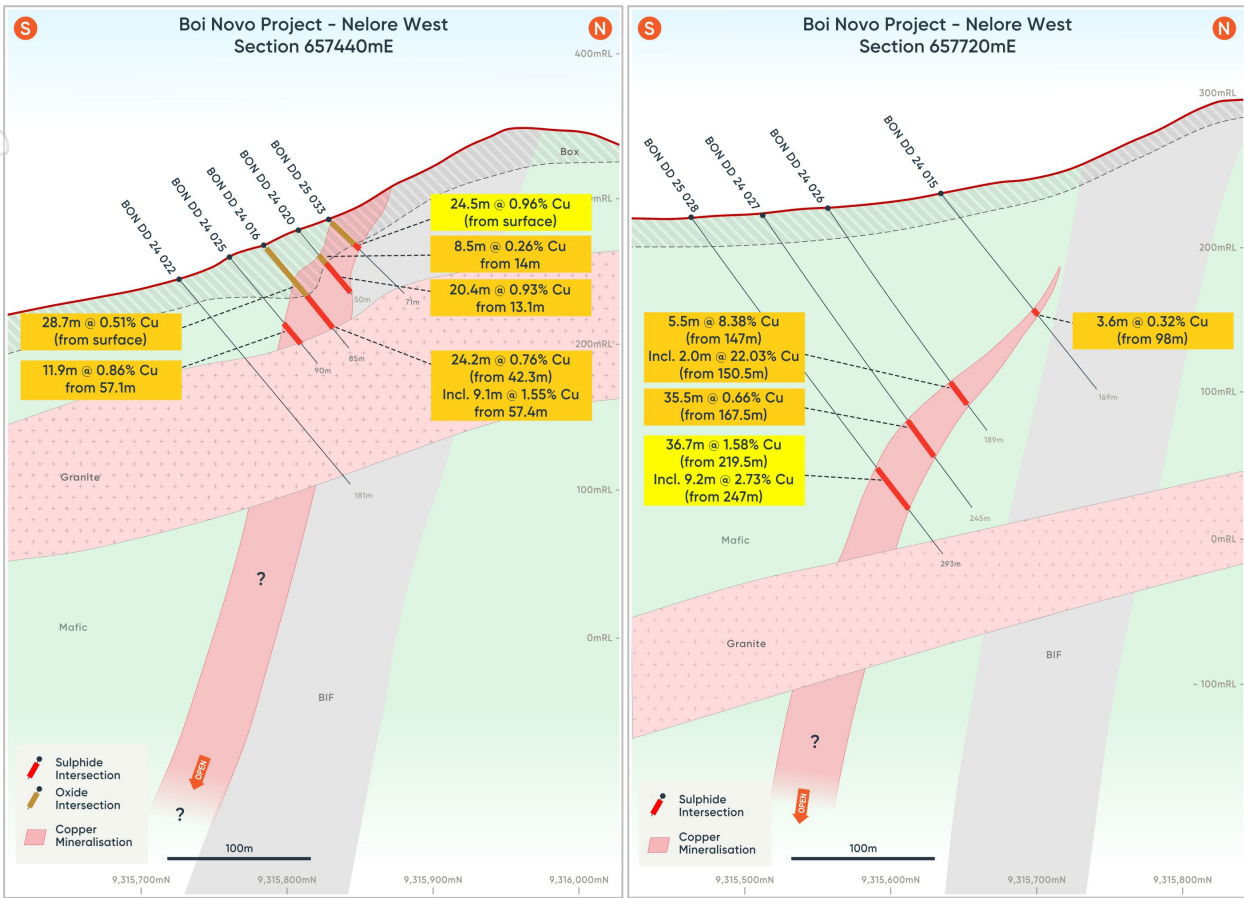 S
Boi Novo Project - Nelore West
Section 657440mE
N
400mRL
BON DD 25 033
BON DD 24 020
BON DD 24 016
BON DD 24 025
BON DD 24 022
Box
mRL
24.5m @ 0.96% Cu
(from surface)
8.5m @ 0.26% Cu
from 14m
20.4m @ 0.93% Cu
from 13.1m
24.2m @ 0.76% Cu
(from 42.3m)
Incl. 9.1m @ 1.55% Cu
from 57.4m
28.7m @ 0.51% Cu
(from surface)
11.9m @ 0.86% Cu
from 57.1m
50m
71m
85m
90m
181m
200mRL
Granite
100mRL
?
Mafic
0mRL
BIF
OPEN
?
Sulphide
Intersection
Oxide
Intersection
Copper
Mineralisation
100m
9,315,700mN
9,315,800mN
9,315,900mN
9,316,000mN
S
Boi Novo Project - Nelore West
Section 657720mE
N
300mRL
BON DD 24 015
BON DD 24 026
BON DD 24 027
BON DD 25 028
200mRL
5.5m @ 8.38% Cu
(from 147m)
Incl. 2.0m @ 22.03% Cu
(from 150.5m)
35.5m @ 0.66% Cu
(from 167.5m)
36.7m @ 1.58% Cu
(from 219.5m)
Incl. 9.2m @ 2.73% Cu
(from 247m)
3.6m @ 0.32% Cu
(from 98m)
169m
100mRL
189m
245m
293m
Mafic
0mRL
Granite
BIF
- 100mRL
?
OPEN
Sulphide
Intersection
Copper
Mineralisation
100m
9,315,500mN
9,315,600mN
9,315,700mN
9,315,800mN